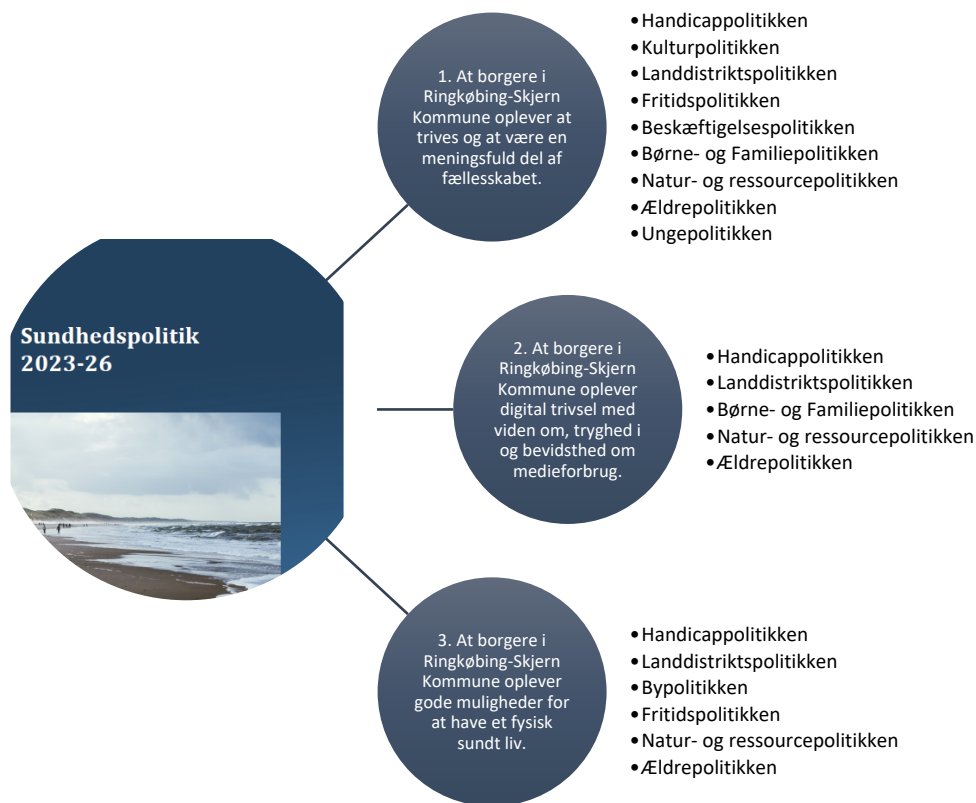 Sundhedspolitik
2023-26
1. At borgere i
Ringkøbing-Skjern
Kommune oplever at
trives og at være en
meningsfuld del af
fællesskabet.
•Handicappolitikken
•Kulturpolitikken
•Landdistriktspolitikken
•Fritidspolitikken
•Beskæftigelsespolitikken
•Børne- og Familiepolitikken
•Natur- og ressourcepolitikken
•Ældrepolitikken
•Ungepolitikken
2. At borgere i
Ringkøbing-Skjern
Kommune oplever
digital trivsel med
viden om, tryghed i
og bevidsthed om
medieforbrug.
•Handicappolitikken
•Landdistriktspolitikken
•Børne- og Familiepolitikken
•Natur- og ressourcepolitikken
•Ældrepolitikken
3. At borgere i
Ringkøbing-Skjern
Kommune oplever
gode muligheder for
at have et fysisk
sundt liv.
•Handicappolitikken
•Landdistriktspolitikken
•Bypolitikken
•Fritidspolitikken
•Natur- og ressourcepolitikken
•Ældrepolitikken